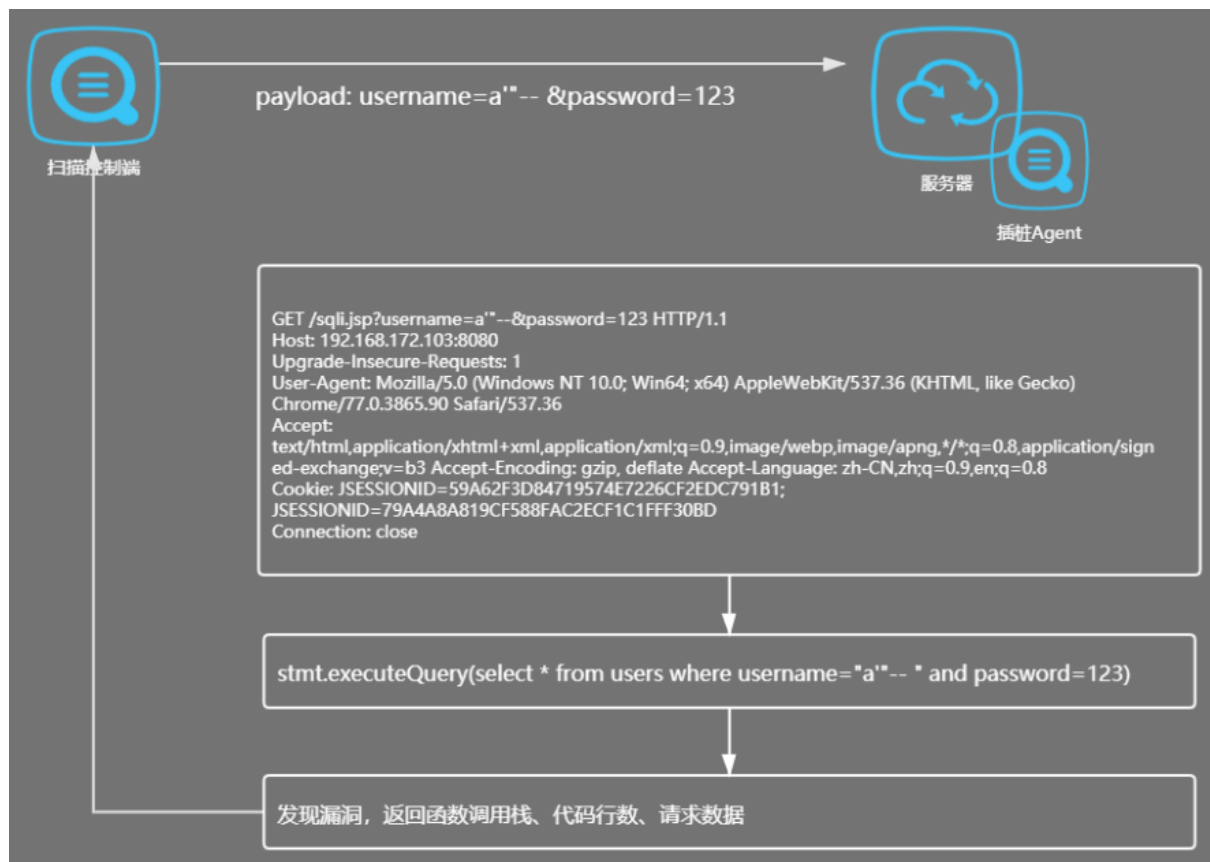 payload: username=a'"-- &password=123
扫描控制端
服务器
插桩Agent
GET /sqli.jsp?username=a'"--&password=123 HTTP/1.1
Host: 192.168.172.103:8080
Upgrade-Insecure-Requests: 1
User-Agent: Mozilla/5.0 (Windows NT 10.0; Win64; x64) AppleWebKit/537.36 (KHTML, like Gecko)
Chrome/77.0.3865.90 Safari/537.36
Accept:
text/html,application/xhtml+xml,application/xml;q=0.9,image/webp,image/apng,*/*;q=0.8,application/sign
ed-exchange;v=b3 Accept-Encoding: gzip, deflate Accept-Language: zh-CN,zh;q=0.9,en;q=0.8
Cookie: JSESSIONID=59A62F3D84719574E7226CF2EDC791B1;
JSESSIONID=79A4A8A819CF588FAC2ECF1C1FFF30BD
Connection: close
stmt.executeQuery(select * from users where username="a'"-- " and password=123)
发现漏洞，返回函数调用栈、代码行数、请求数据